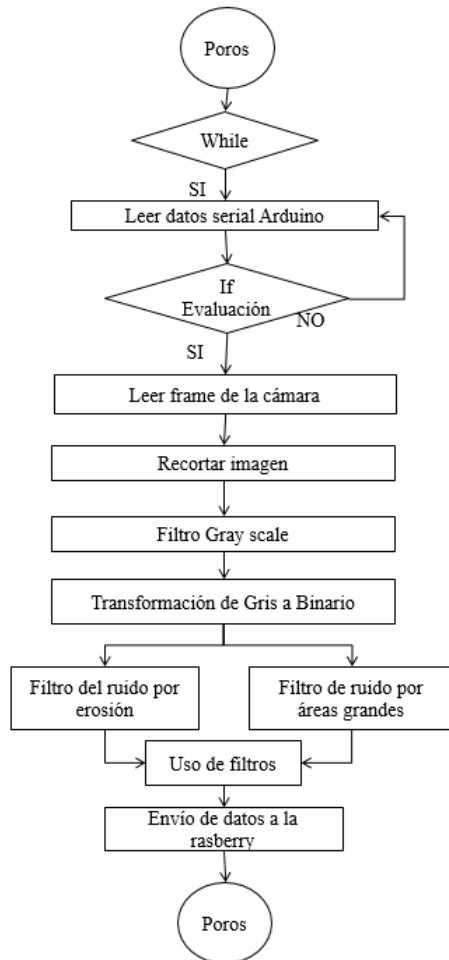 Poros
While
SI
Leer datos serial Arduino
If
Evaluación
NO
SI
Leer frame de la cámara
Recortar imagen
Filtro Gray scale
Transformación de Gris a Binario
Filtro del ruido por
erosión
Filtro de ruido por
áreas grandes
Uso de filtros
Envío de datos a la
rasberry
Poros